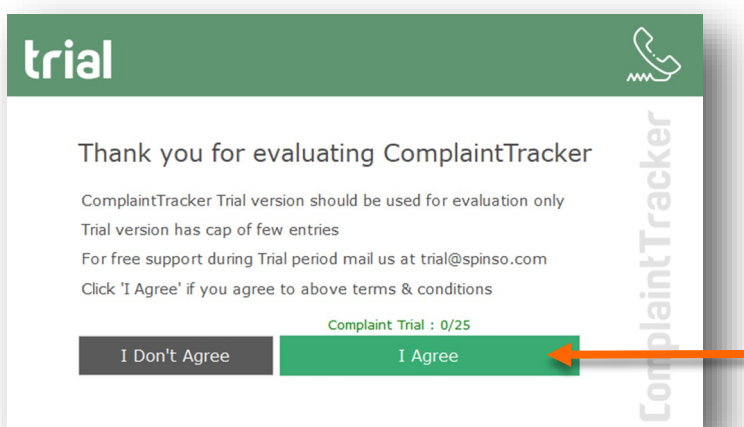 trial
Thank you for evaluating ComplaintTracker
ComplaintTracker Trial version should be used for evaluation only
Trial version has cap of few entries
For free support during Trial period mail us at trial@spinso.com
Click 'I Agree' if you agree to above terms & conditions
Complaint Trial : 0/25
I Don't Agree
I Agree
ComplaintTracker